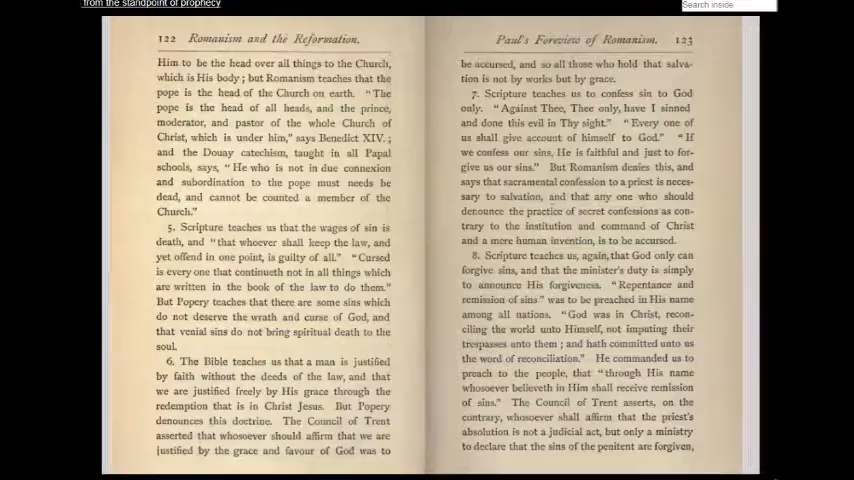 from the standpoint of prophecy
Search inside
122 Romanism and the Reformation.
Him to be the head over all things to the Church,
which is His body ; but Romanism teaches that the
pope is the head of the Church on earth. "The
pope is the head of all heads, and the prince,
moderator, and pastor of the whole Church of
Christ, which is under him," says Benedict XIV. ;
and the Douay catechism, taught in all Papal
schools, says, "He who is not in due connexion
and subordination to the pope must needs be
dead, and cannot be counted a member of the
Church."
5. Scripture teaches us that the wages of sin is
death, and "that whoever shall keep the law, and
yet offend in one point, is guilty of all." "Cursed
is every one that continueth not in all things which
are written in the book of the law to do them."
But Popery teaches that there are some sins which
do not deserve the wrath and curse of God, and
that venial sins do not bring spiritual death to the
soul.
6. The Bible teaches us that a man is justified
by faith without the deeds of the law, and that
we are justified freely by His grace through the
redemption that is in Christ Jesus. But Popery
denounces this doctrine. The Council of Trent
asserted that whosoever should affirm that we are
justified by the grace and favour of God was to
Paul's Foreview of Romanism. 123
be accursed, and so all those who hold that salva-
tion is not by works but by grace.
7. Scripture teaches us to confess sin to God
only. "Against Thee, Thee only, have I sinned
and done this evil in Thy sight." "Every one of
us shall give account of himself to God." "If
we confess our sins, He is faithful and just to for-
give us our sins." But Romanism denies this, and
says that sacramental confession to a priest is neces-
sary to salvation, and that any one who should
denounce the practice of secret confessions as con-
trary to the institution and command of Christ
and a mere human invention, is to be accursed.
8. Scripture teaches us, again, that God only can
forgive sins, and that the minister's duty is simply
to announce His forgiveness. "Repentance and
remission of sins" was to be preached in His name
among all nations. "God was in Christ, recon-
ciling the world unto Himself, not imputing their
trespasses unto them ; and hath committed unto us
the word of reconciliation." He commanded us to
preach to the people, that "through His name
whosoever believeth in Him shall receive remission
of sins." The Council of Trent asserts, on the
contrary, whosoever shall affirm that the priest's
absolution is not a judicial act, but only a ministry
to declare that the sins of the penitent are forgiven,